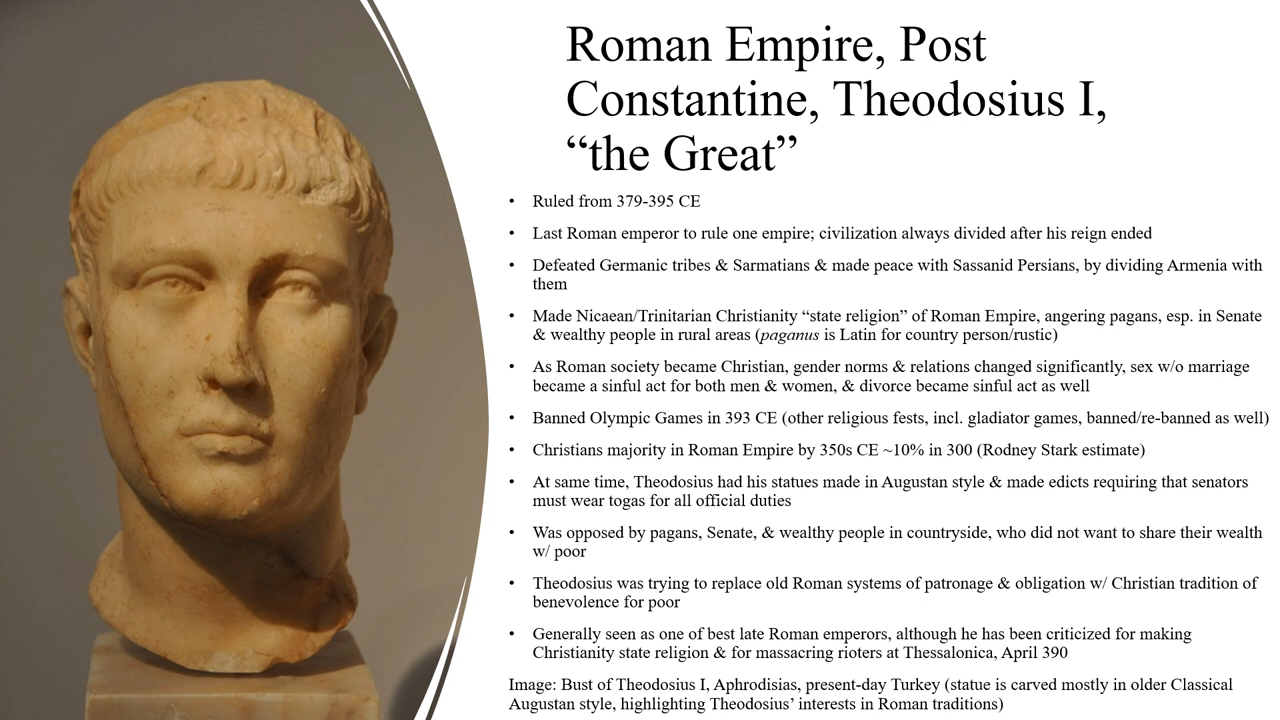 Roman Empire, Post
Constantine, Theodosius I,
“the Great”
• Ruled from 379-395 CE
• Last Roman emperor to rule one empire; civilization always divided after his reign ended
• Defeated Germanic tribes & Sarmatians & made peace with Sassanid Persians, by dividing Armenia with
them
• Made Nicaean/Trinitarian Christianity “state religion” of Roman Empire, angering pagans, esp. in Senate
& wealthy people in rural areas (paganus is Latin for country person/rustic)
• As Roman society became Christian, gender norms & relations changed significantly, sex w/o marriage
became a sinful act for both men & women, & divorce became sinful act as well
• Banned Olympic Games in 393 CE (other religious fests, incl. gladiator games, banned/re-banned as well)
• Christians majority in Roman Empire by 350s CE ~10% in 300 (Rodney Stark estimate)
• At same time, Theodosius had his statues made in Augustan style & made edicts requiring that senators
must wear togas for all official duties
• Was opposed by pagans, Senate, & wealthy people in countryside, who did not want to share their wealth
w/ poor
• Theodosius was trying to replace old Roman systems of patronage & obligation w/ Christian tradition of
benevolence for poor
• Generally seen as one of best late Roman emperors, although he has been criticized for making
Christianity state religion & for massacring rioters at Thessalonica, April 390
Image: Bust of Theodosius I, Aphrodisias, present-day Turkey (statue is carved mostly in older Classical
Augustan style, highlighting Theodosius’ interests in Roman traditions)